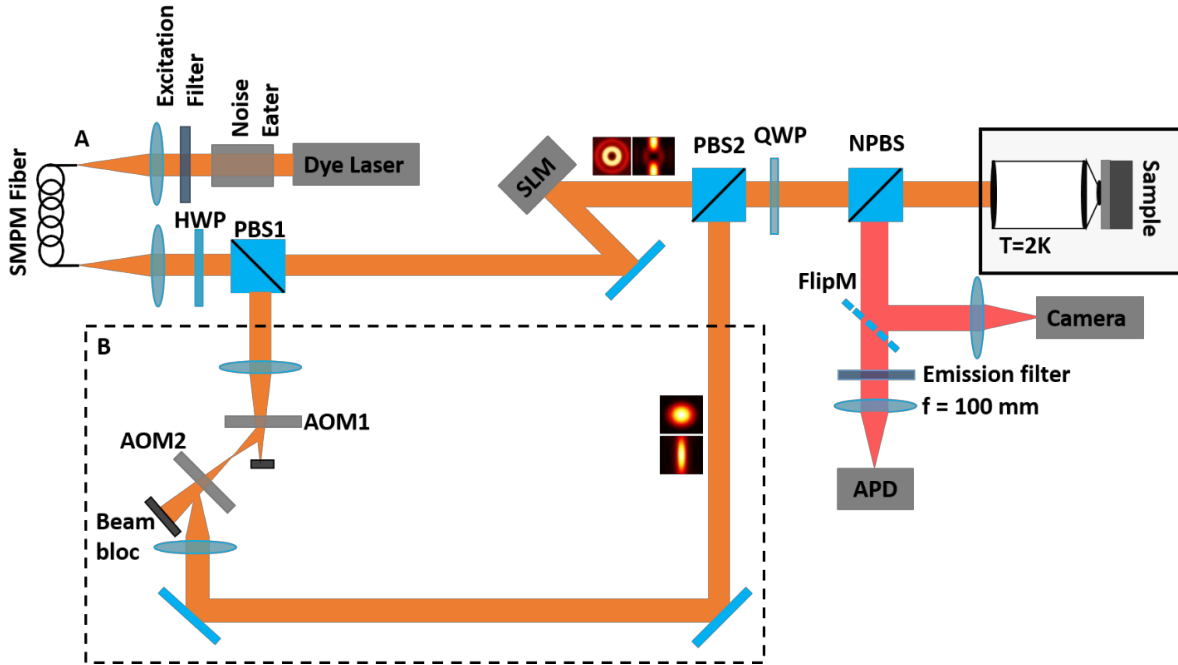 Excitation
Filter
Noise
Eater
A
Dye Laser
SMPM Fiber
HWP
PBS1
SLM
PBS2
QWP
NPBS
Sample
T=2K
FlipM
Camera
Emission filter
f = 100 mm
APD
B
AOM1
AOM2
Beam
bloc